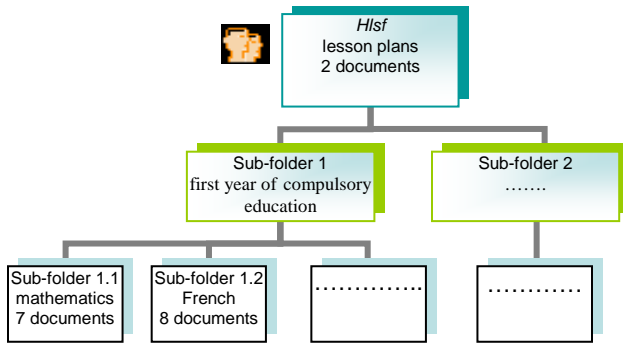 HIsf
lesson plans
2 documents
Sub-folder 1
first year of compulsory
education
Sub-folder 2
…….
Sub-folder 1.1
mathematics
7 documents
Sub-folder 1.2
French
8 documents
…………..
…………